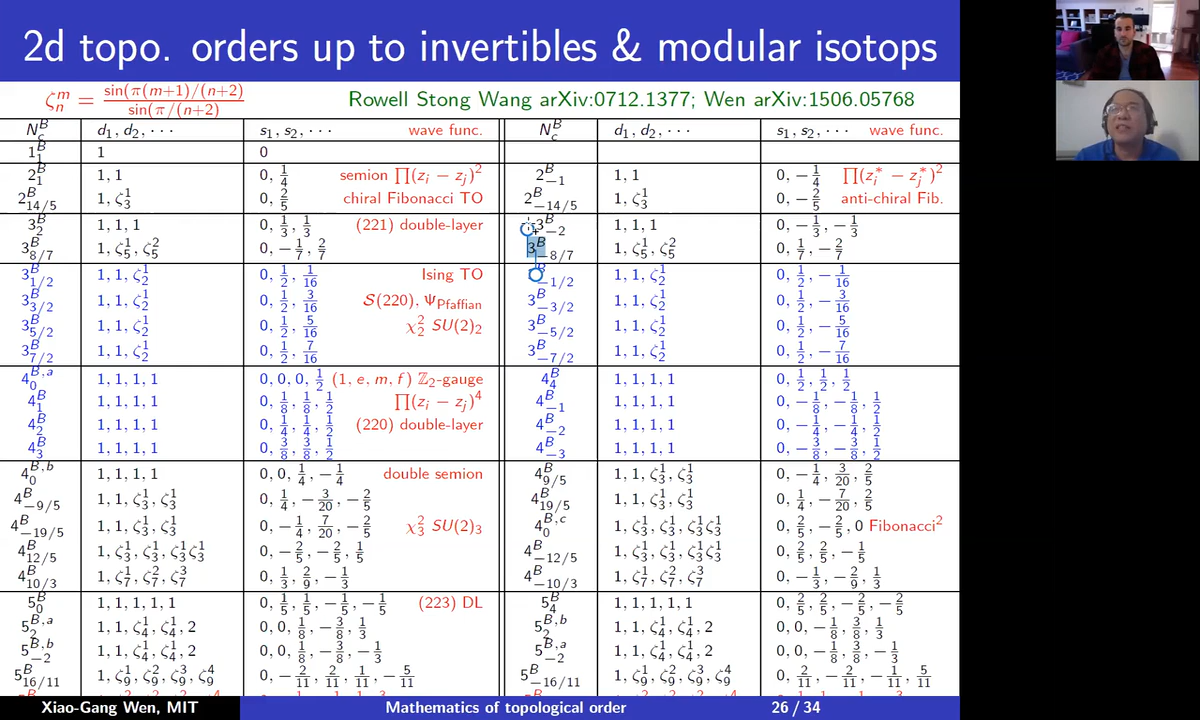 2d topo. orders up to invertibles & modular isotops
ζ_n^m = sin(π(m+1)/(n+2)) / sin(π/(n+2)) Rowell Stong Wang arXiv:0712.1377; Wen arXiv:1506.05768
N_c^B d_1, d_2, ··· s_1, s_2, ··· wave func. N_c^B d_1, d_2, ··· s_1, s_2, ··· wave func.
1_1^B 1 0
2_1^B 1, 1 0, 1/4 semion ∏(z_i − z_j)^2 2_{−1}^B 1, 1 0, −1/4 ∏(z_i^* − z_j^*)^2
2_{14/5}^B 1, ζ_3^1 0, 2/5 chiral Fibonacci TO 2_{−14/5}^B 1, ζ_3^1 0, −2/5 anti-chiral Fib.
3_2^B 1, 1, 1 0, 1/3, 1/3 (221) double-layer 3_{−2}^B 1, 1, 1 0, −1/3, −1/3
3_{8/7}^B 1, ζ_5^1, ζ_5^2 0, −1/7, 2/7 3_{−8/7}^B 1, ζ_5^1, ζ_5^2 0, 1/7, −2/7
3_{1/2}^B 1, 1, ζ_2^1 0, 1/2, 1/16 Ising TO _{−1/2}^B 1, 1, ζ_2^1 0, 1/2, −1/16
3_{3/2}^B 1, 1, ζ_2^1 0, 1/2, 3/16 S(220), Ψ_Pfaffian 3_{−3/2}^B 1, 1, ζ_2^1 0, 1/2, −3/16
3_{5/2}^B 1, 1, ζ_2^1 0, 1/2, 5/16 χ_2^2 SU(2)_2 3_{−5/2}^B 1, 1, ζ_2^1 0, 1/2, −5/16
3_{7/2}^B 1, 1, ζ_2^1 0, 1/2, 7/16 3_{−7/2}^B 1, 1, ζ_2^1 0, 1/2, −7/16
4_0^{B,a} 1, 1, 1, 1 0, 0, 0, 1/2 (1, e, m, f) Z_2-gauge 4_4^B 1, 1, 1, 1 0, 1/2, 1/2, 1/2
4_1^B 1, 1, 1, 1 0, 1/8, 1/8, 1/2 ∏(z_i − z_j)^4 4_{−1}^B 1, 1, 1, 1 0, −1/8, −1/8, 1/2
4_2^B 1, 1, 1, 1 0, 1/4, 1/4, 1/2 (220) double-layer 4_{−2}^B 1, 1, 1, 1 0, −1/4, −1/4, 1/2
4_3^B 1, 1, 1, 1 0, 3/8, 3/8, 1/2 4_{−3}^B 1, 1, 1, 1 0, −3/8, −3/8, 1/2
4_0^{B,b} 1, 1, 1, 1 0, 0, 1/4, −1/4 double semion 4_{9/5}^B 1, 1, ζ_3^1, ζ_3^1 0, −1/4, 3/20, 2/5
4_{−9/5}^B 1, 1, ζ_3^1, ζ_3^1 0, 1/4, −3/20, −2/5 4_{19/5}^B 1, 1, ζ_3^1, ζ_3^1 0, 1/4, −7/20, 2/5
4_{−19/5}^B 1, 1, ζ_3^1, ζ_3^1 0, −1/4, 7/20, −2/5 χ_3^2 SU(2)_3 4_0^{B,c} 1, ζ_3^1, ζ_3^1, ζ_3^1ζ_3^1 0, 2/5, −2/5, 0 Fibonacci^2
4_{12/5}^B 1, ζ_3^1, ζ_3^1, ζ_3^1ζ_3^1 0, −2/5, −2/5, 1/5 4_{−12/5}^B 1, ζ_3^1, ζ_3^1, ζ_3^1ζ_3^1 0, 2/5, 2/5, −1/5
4_{10/3}^B 1, ζ_7^1, ζ_7^2, ζ_7^3 0, 1/3, 2/9, −1/3 4_{−10/3}^B 1, ζ_7^1, ζ_7^2, ζ_7^3 0, −1/3, −2/9, 1/3
5_0^B 1, 1, 1, 1, 1 0, 1/5, 1/5, −1/5, −1/5 (223) DL 5_4^B 1, 1, 1, 1, 1 0, 2/5, 2/5, −2/5, −2/5
5_2^{B,a} 1, 1, ζ_4^1, ζ_4^1, 2 0, 0, 1/8, −3/8, 1/3 5_2^{B,b} 1, 1, ζ_4^1, ζ_4^1, 2 0, 0, −1/8, 3/8, 1/3
5_{−2}^{B,b} 1, 1, ζ_4^1, ζ_4^1, 2 0, 0, 1/8, −3/8, −1/3 5_{−2}^{B,a} 1, 1, ζ_4^1, ζ_4^1, 2 0, 0, −1/8, 3/8, −1/3
5_{16/11}^B 1, ζ_9^1, ζ_9^2, ζ_9^3, ζ_9^4 0, −2/11, 2/11, 1/11, −5/11 5_{−16/11}^B 1, ζ_9^1, ζ_9^2, ζ_9^3, ζ_9^4 0, 2/11, −2/11, −1/11, 5/11
Xiao-Gang Wen, MIT Mathematics of topological order 26 / 34